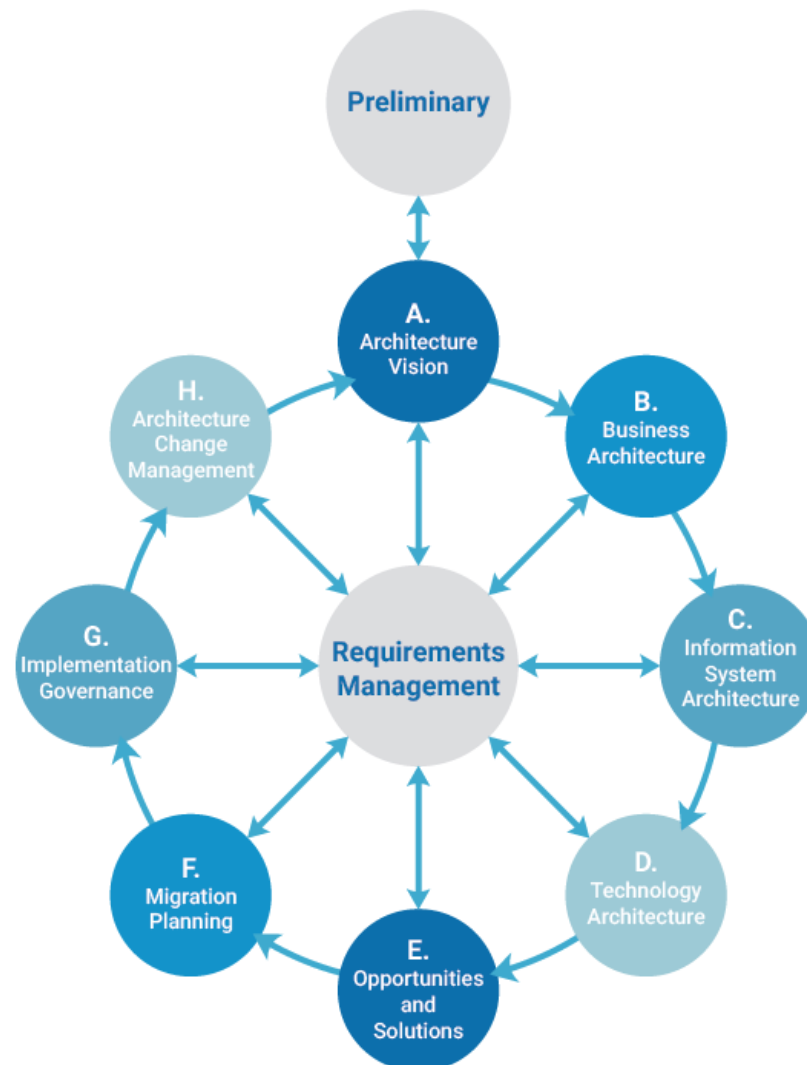 Preliminary
A.
Architecture
Vision
B.
Business
Architecture
C.
Information
System
Architecture
D.
Technology
Architecture
E.
Opportunities
and
Solutions
F.
Migration
Planning
G.
Implementation
Governance
H.
Architecture
Change
Management
Requirements
Management